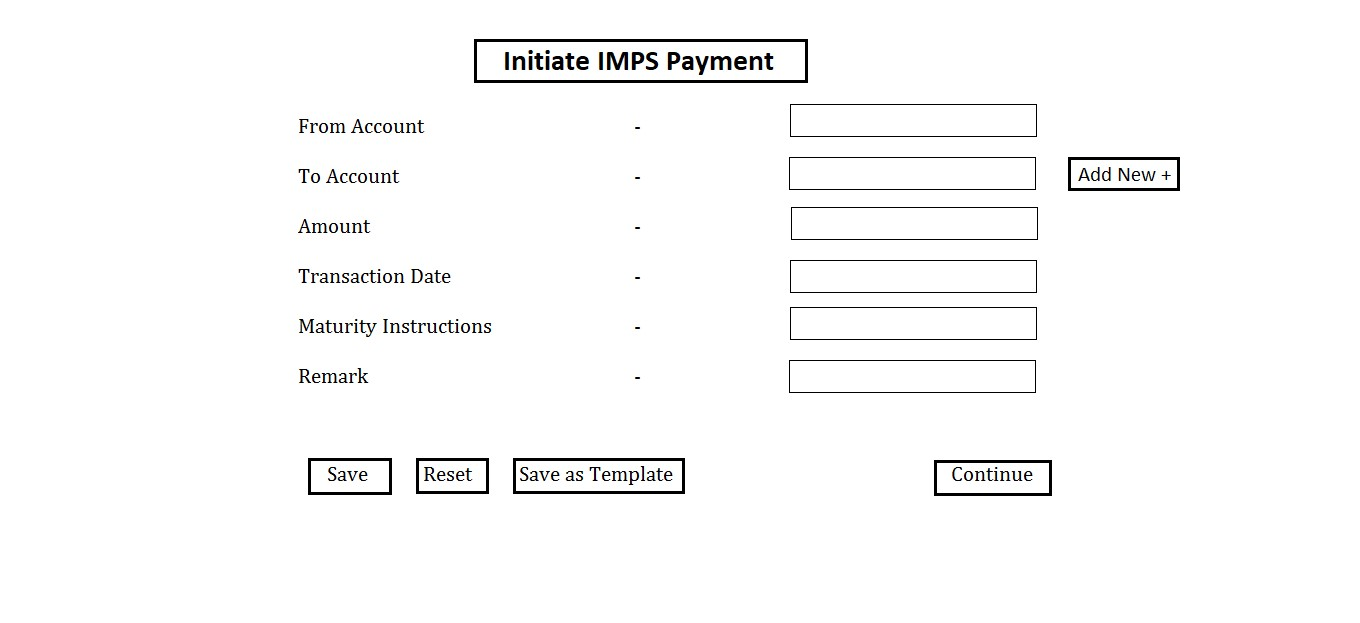 Initiate IMPS Payment
From Account -
To Account - Add New +
Amount -
Transaction Date -
Maturity Instructions -
Remark -
Save Reset Save as Template Continue